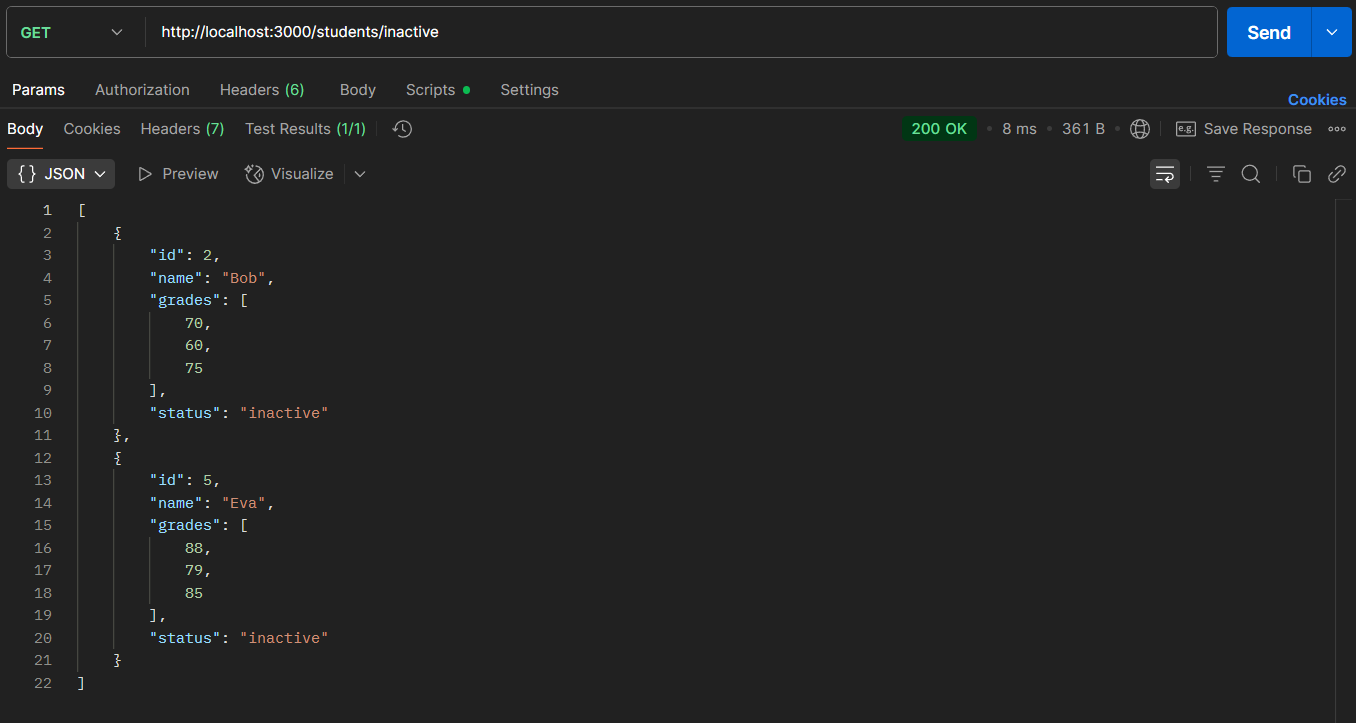 GET http://localhost:3000/students/inactive Send
Params Authorization Headers (6) Body Scripts Settings
Cookies
Body Cookies Headers (7) Test Results (1/1) 200 OK 8 ms 361 B e.g. Save Response
{} JSON Preview Visualize
1 [
2 {
3 "id": 2,
4 "name": "Bob",
5 "grades": [
6 70,
7 60,
8 75
9 ],
10 "status": "inactive"
11 },
12 {
13 "id": 5,
14 "name": "Eva",
15 "grades": [
16 88,
17 79,
18 85
19 ],
20 "status": "inactive"
21 }
22 ]